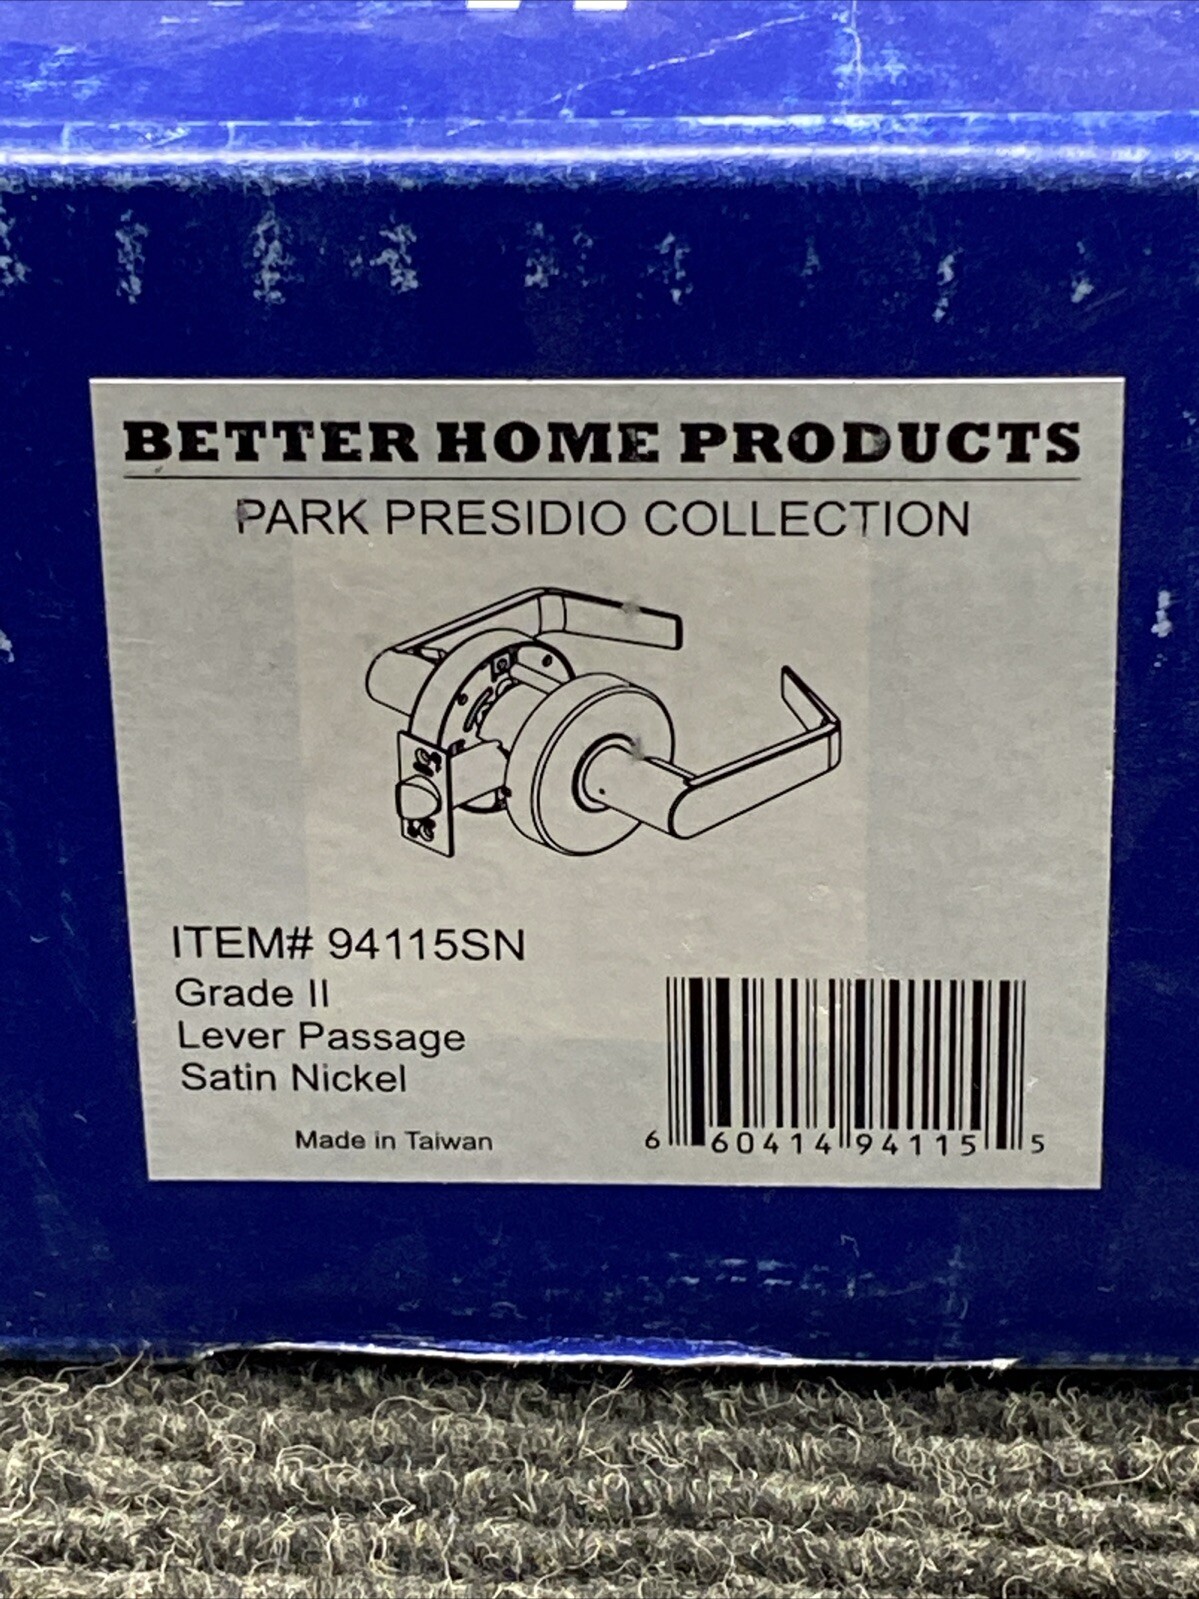 BETTER HOME PRODUCTS
PARK PRESIDIO COLLECTION
ITEM# 94115SN
Grade II
Lever Passage
Satin Nickel
Made in Taiwan
6 60414 94115 5